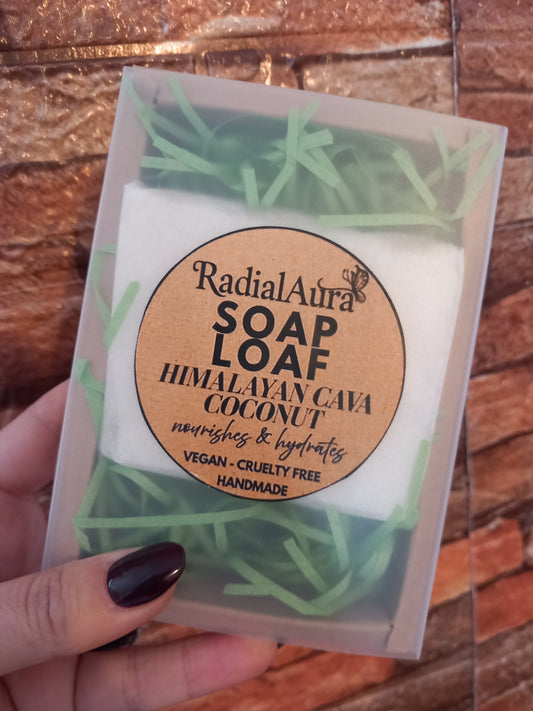 RadialAura
SOAP
LOAF
HIMALAYAN CAVA
COCONUT
nourishes & hydrates
VEGAN - CRUELTY FREE
HANDMADE